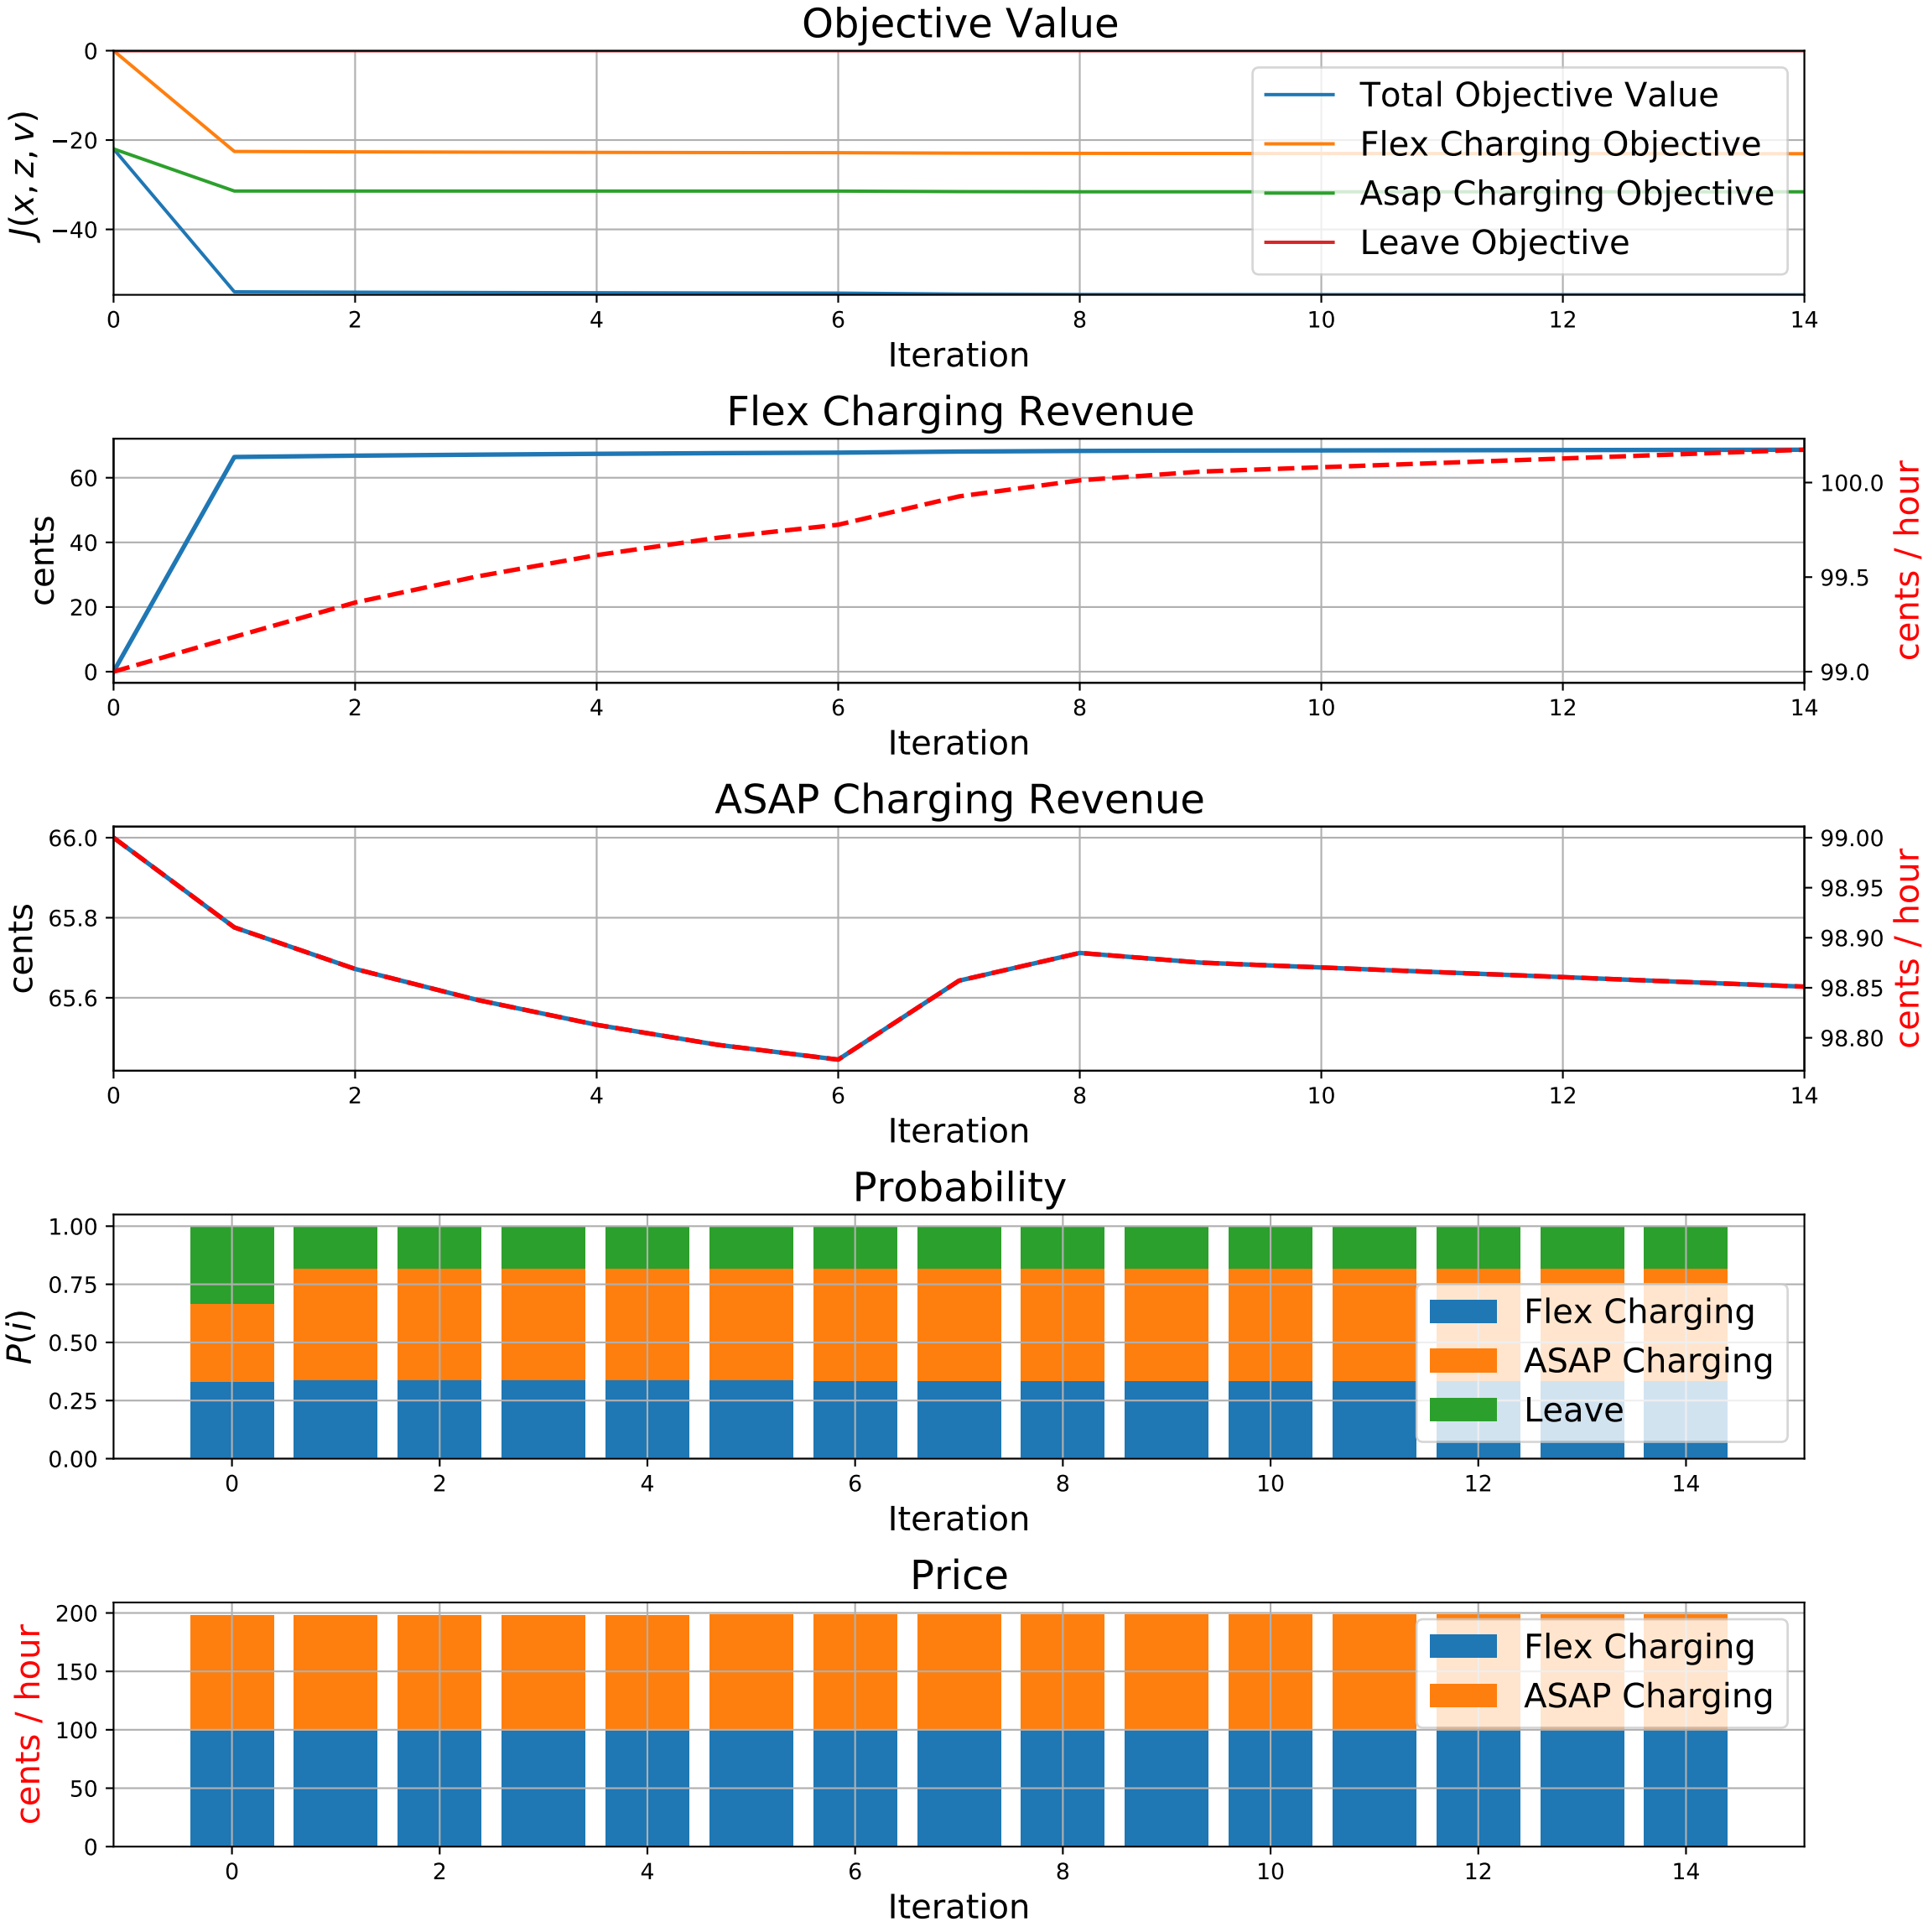 Objective Value
0
−20
−40
J(x, z, v)
Total Objective Value
Flex Charging Objective
Asap Charging Objective
Leave Objective
0 2 4 6 8 10 12 14
Iteration
Flex Charging Revenue
60
40
20
0
cents
100.0
99.5
99.0
cents / hour
0 2 4 6 8 10 12 14
Iteration
ASAP Charging Revenue
66.0
65.8
65.6
cents
99.00
98.95
98.90
98.85
98.80
cents / hour
0 2 4 6 8 10 12 14
Iteration
Probability
1.00
0.75
0.50
0.25
0.00
P(i)
Flex Charging
ASAP Charging
Leave
0 2 4 6 8 10 12 14
Iteration
Price
200
150
100
50
0
cents / hour
Flex Charging
ASAP Charging
0 2 4 6 8 10 12 14
Iteration